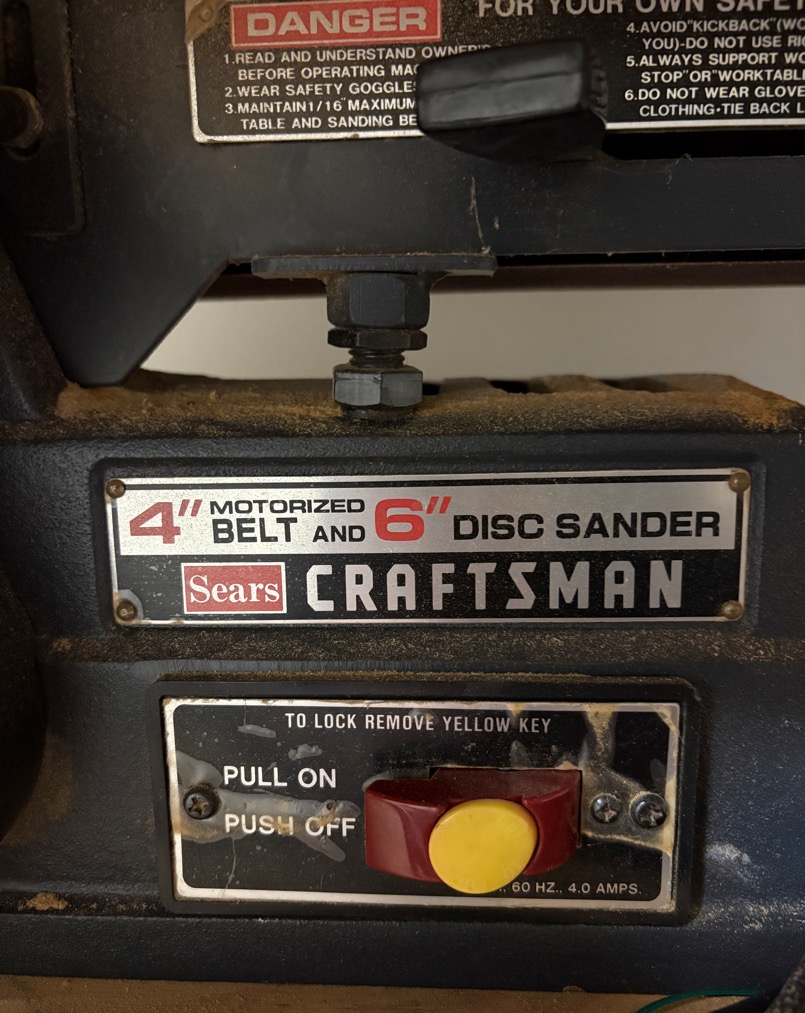 DANGER
FOR YOUR OWN SAFET
1.READ AND UNDERSTAND OWNER'S
BEFORE OPERATING MAC
2.WEAR SAFETY GOGGLES
3.MAINTAIN 1/16" MAXIMUM
TABLE AND SANDING BE
4.AVOID "KICKBACK" (WO
YOU)-DO NOT USE RI
5.ALWAYS SUPPORT WO
STOP" OR "WORKTABL
6.DO NOT WEAR GLOVE
CLOTHING•TIE BACK L
4" MOTORIZED BELT AND 6" DISC SANDER
Sears CRAFTSMAN
TO LOCK REMOVE YELLOW KEY
PULL ON
PUSH OFF
60 HZ., 4.0 AMPS.